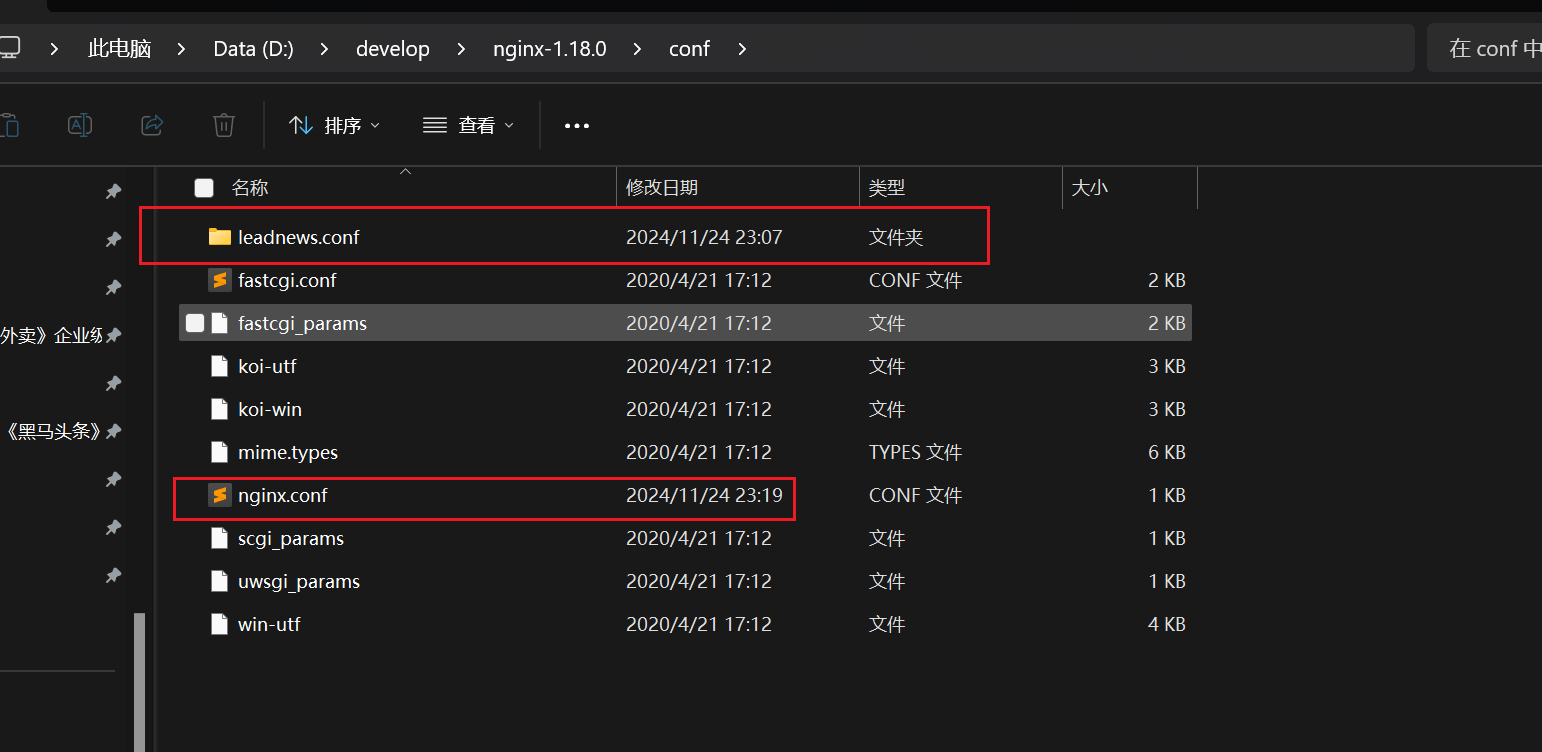 此电脑 > Data (D:) > develop > nginx-1.18.0 > conf >
在 conf 中
排序 查看
名称 修改日期 类型 大小
leadnews.conf 2024/11/24 23:07 文件夹
fastcgi.conf 2020/4/21 17:12 CONF 文件 2 KB
fastcgi_params 2020/4/21 17:12 文件 2 KB
外卖》企业级
koi-utf 2020/4/21 17:12 文件 3 KB
koi-win 2020/4/21 17:12 文件 3 KB
《黑马头条》
mime.types 2020/4/21 17:12 TYPES 文件 6 KB
nginx.conf 2024/11/24 23:19 CONF 文件 1 KB
scgi_params 2020/4/21 17:12 文件 1 KB
uwsgi_params 2020/4/21 17:12 文件 1 KB
win-utf 2020/4/21 17:12 文件 4 KB